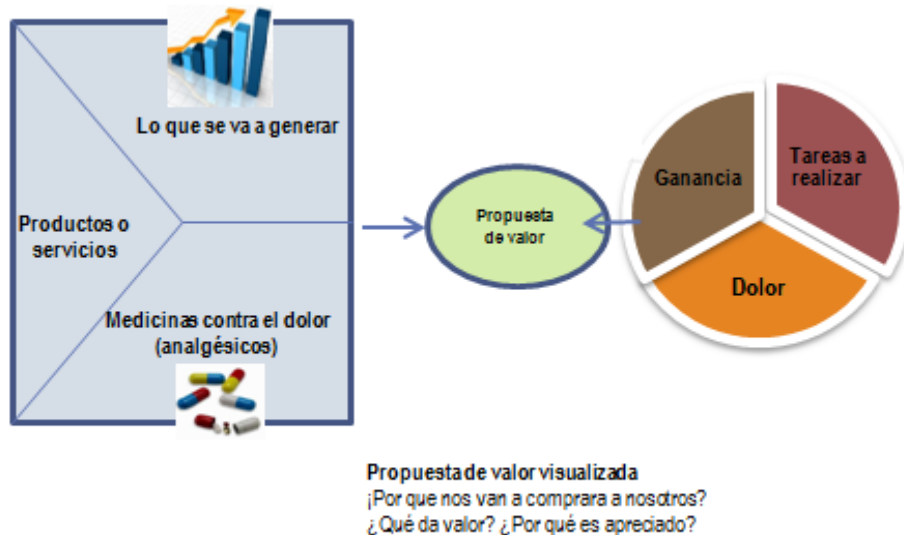 Lo que se va a generar
Productos o
servicios
Medicinas contra el dolor
(analgésicos)
Propuesta
de valor
Ganancia
Tareas a
realizar
Dolor
Propuesta de valor visualizada
¡Por que nos van a comprara a nosotros?
¿Qué da valor? ¿Por qué es apreciado?